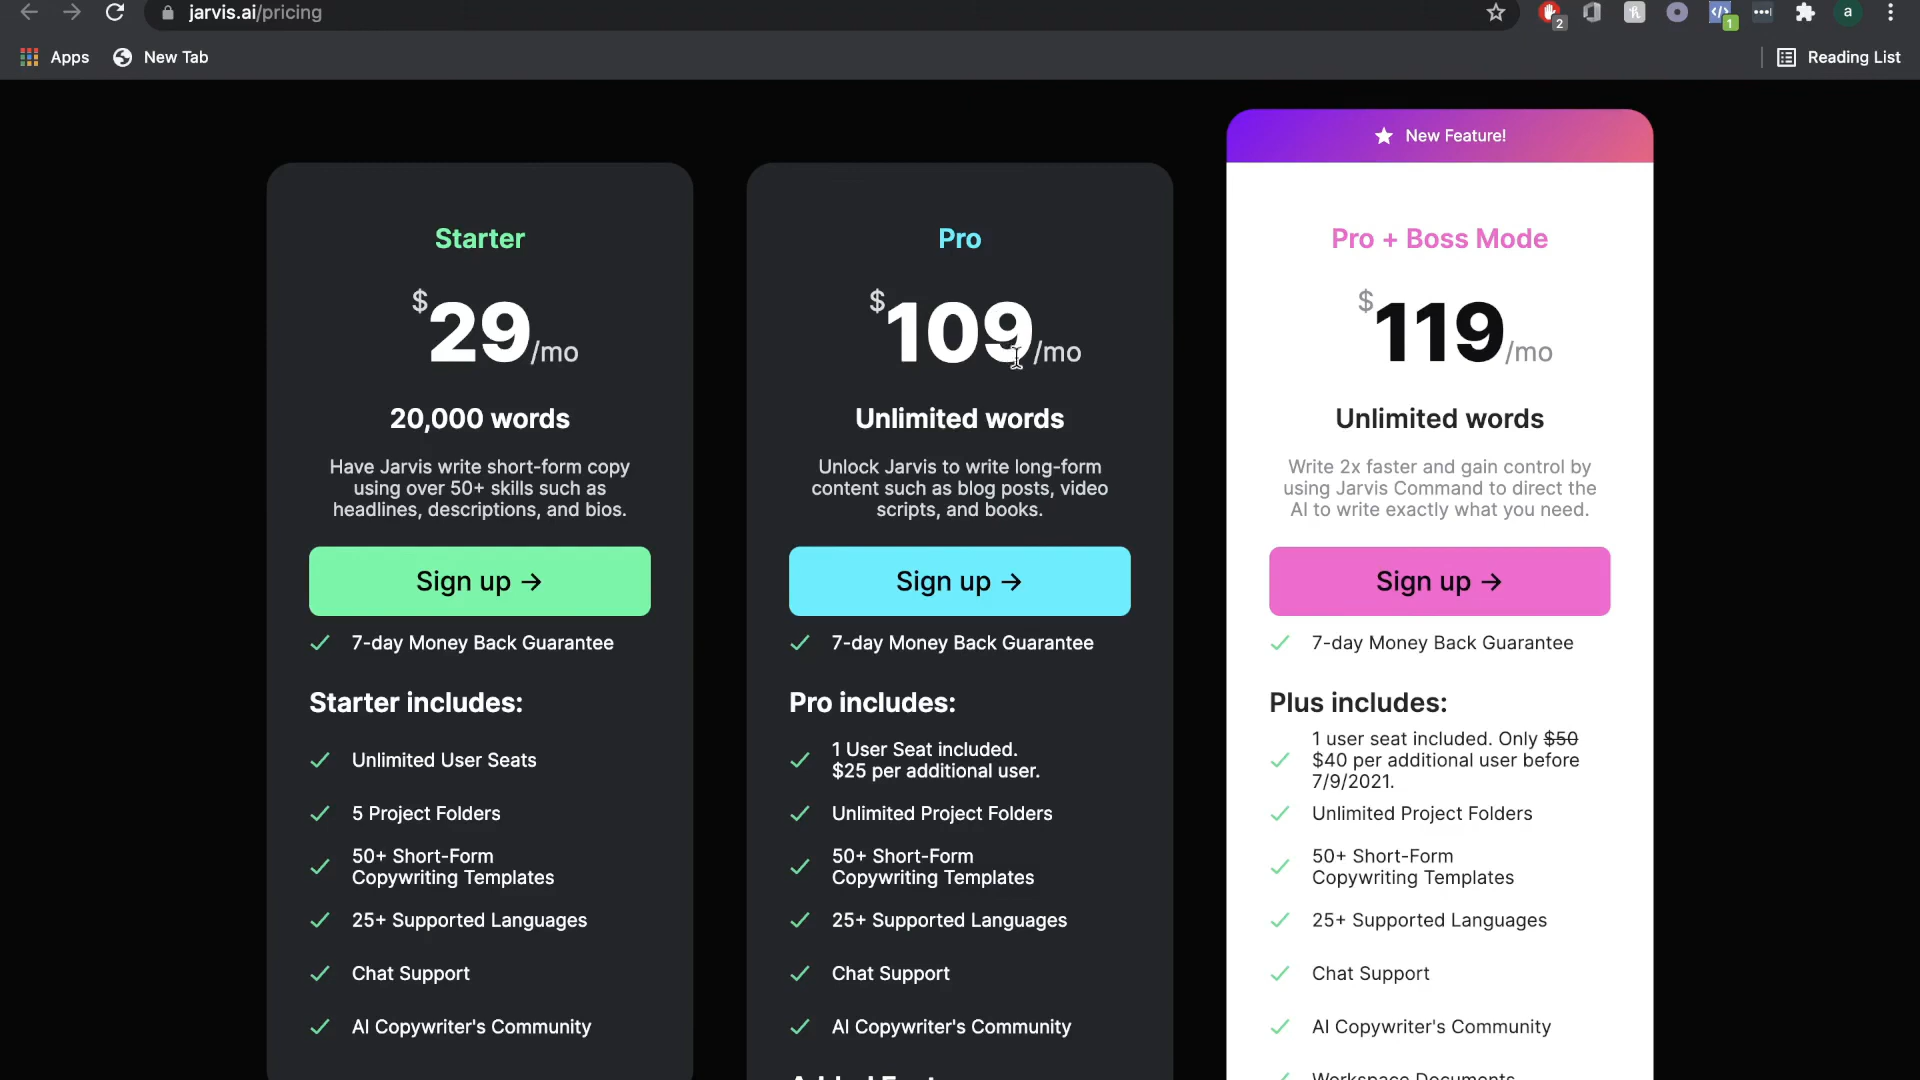 jarvis.ai/pricing
2
1
a
Apps
New Tab
Reading List
Starter
$29/mo
20,000 words
Have Jarvis write short-form copy
using over 50+ skills such as
headlines, descriptions, and bios.
Sign up →
7-day Money Back Guarantee
Starter includes:
Unlimited User Seats
5 Project Folders
50+ Short-Form
Copywriting Templates
25+ Supported Languages
Chat Support
AI Copywriter's Community
Pro
$109/mo
Unlimited words
Unlock Jarvis to write long-form
content such as blog posts, video
scripts, and books.
Sign up →
7-day Money Back Guarantee
Pro includes:
1 User Seat included.
$25 per additional user.
Unlimited Project Folders
50+ Short-Form
Copywriting Templates
25+ Supported Languages
Chat Support
AI Copywriter's Community
New Feature!
Pro + Boss Mode
$119/mo
Unlimited words
Write 2x faster and gain control by
using Jarvis Command to direct the
AI to write exactly what you need.
Sign up →
7-day Money Back Guarantee
Plus includes:
1 user seat included. Only $50
$40 per additional user before
7/9/2021.
Unlimited Project Folders
50+ Short-Form
Copywriting Templates
25+ Supported Languages
Chat Support
AI Copywriter's Community
Workspace Documents